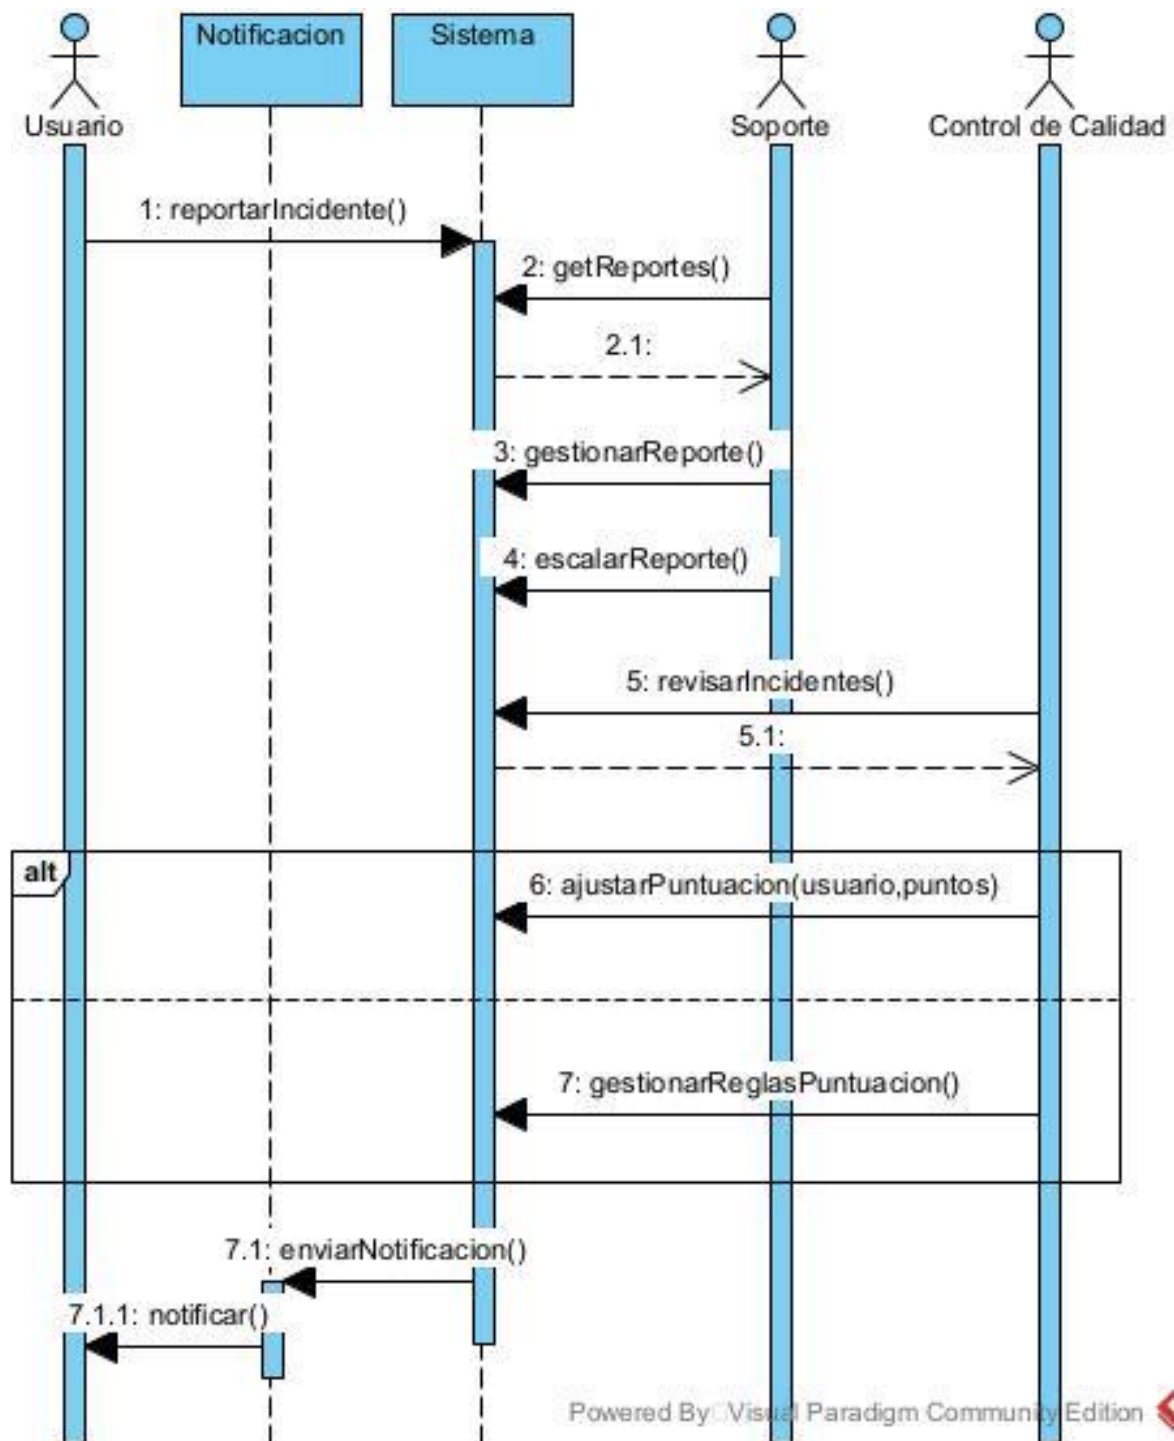 Notificacion
Sistema
Usuario
Soporte
Control de Calidad
1: reportarIncidente()
2: getReportes()
2.1:
3: gestionarReporte()
4: escalarReporte()
5: revisarIncidentes()
5.1:
alt
6: ajustarPuntuacion(usuario,puntos)
7: gestionarReglasPuntuacion()
7.1: enviarNotificacion()
7.1.1: notificar()
Powered By Visual Paradigm Community Edition